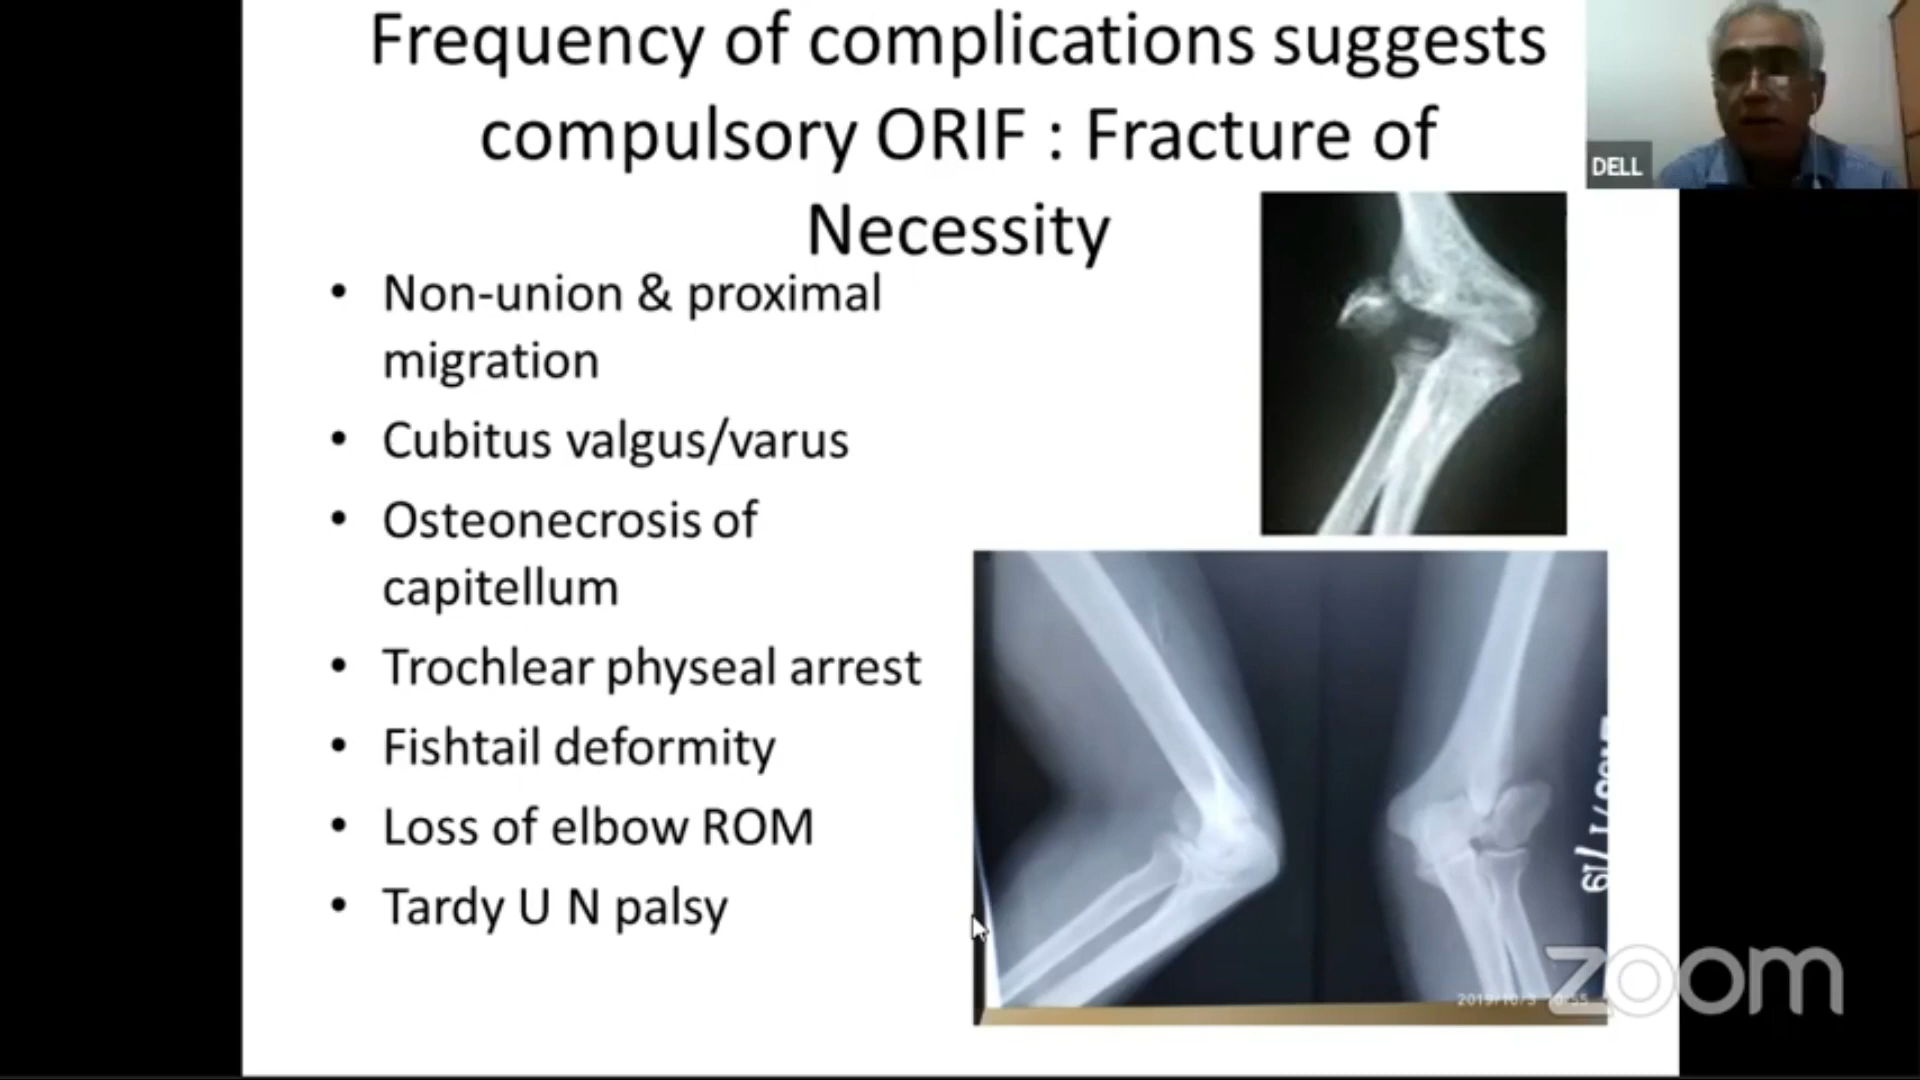 Frequency of complications suggests
compulsory ORIF : Fracture of
Necessity
DELL
• Non-union & proximal
migration
• Cubitus valgus/varus
• Osteonecrosis of
capitellum
• Trochlear physeal arrest
• Fishtail deformity
• Loss of elbow ROM
• Tardy U N palsy
zoom